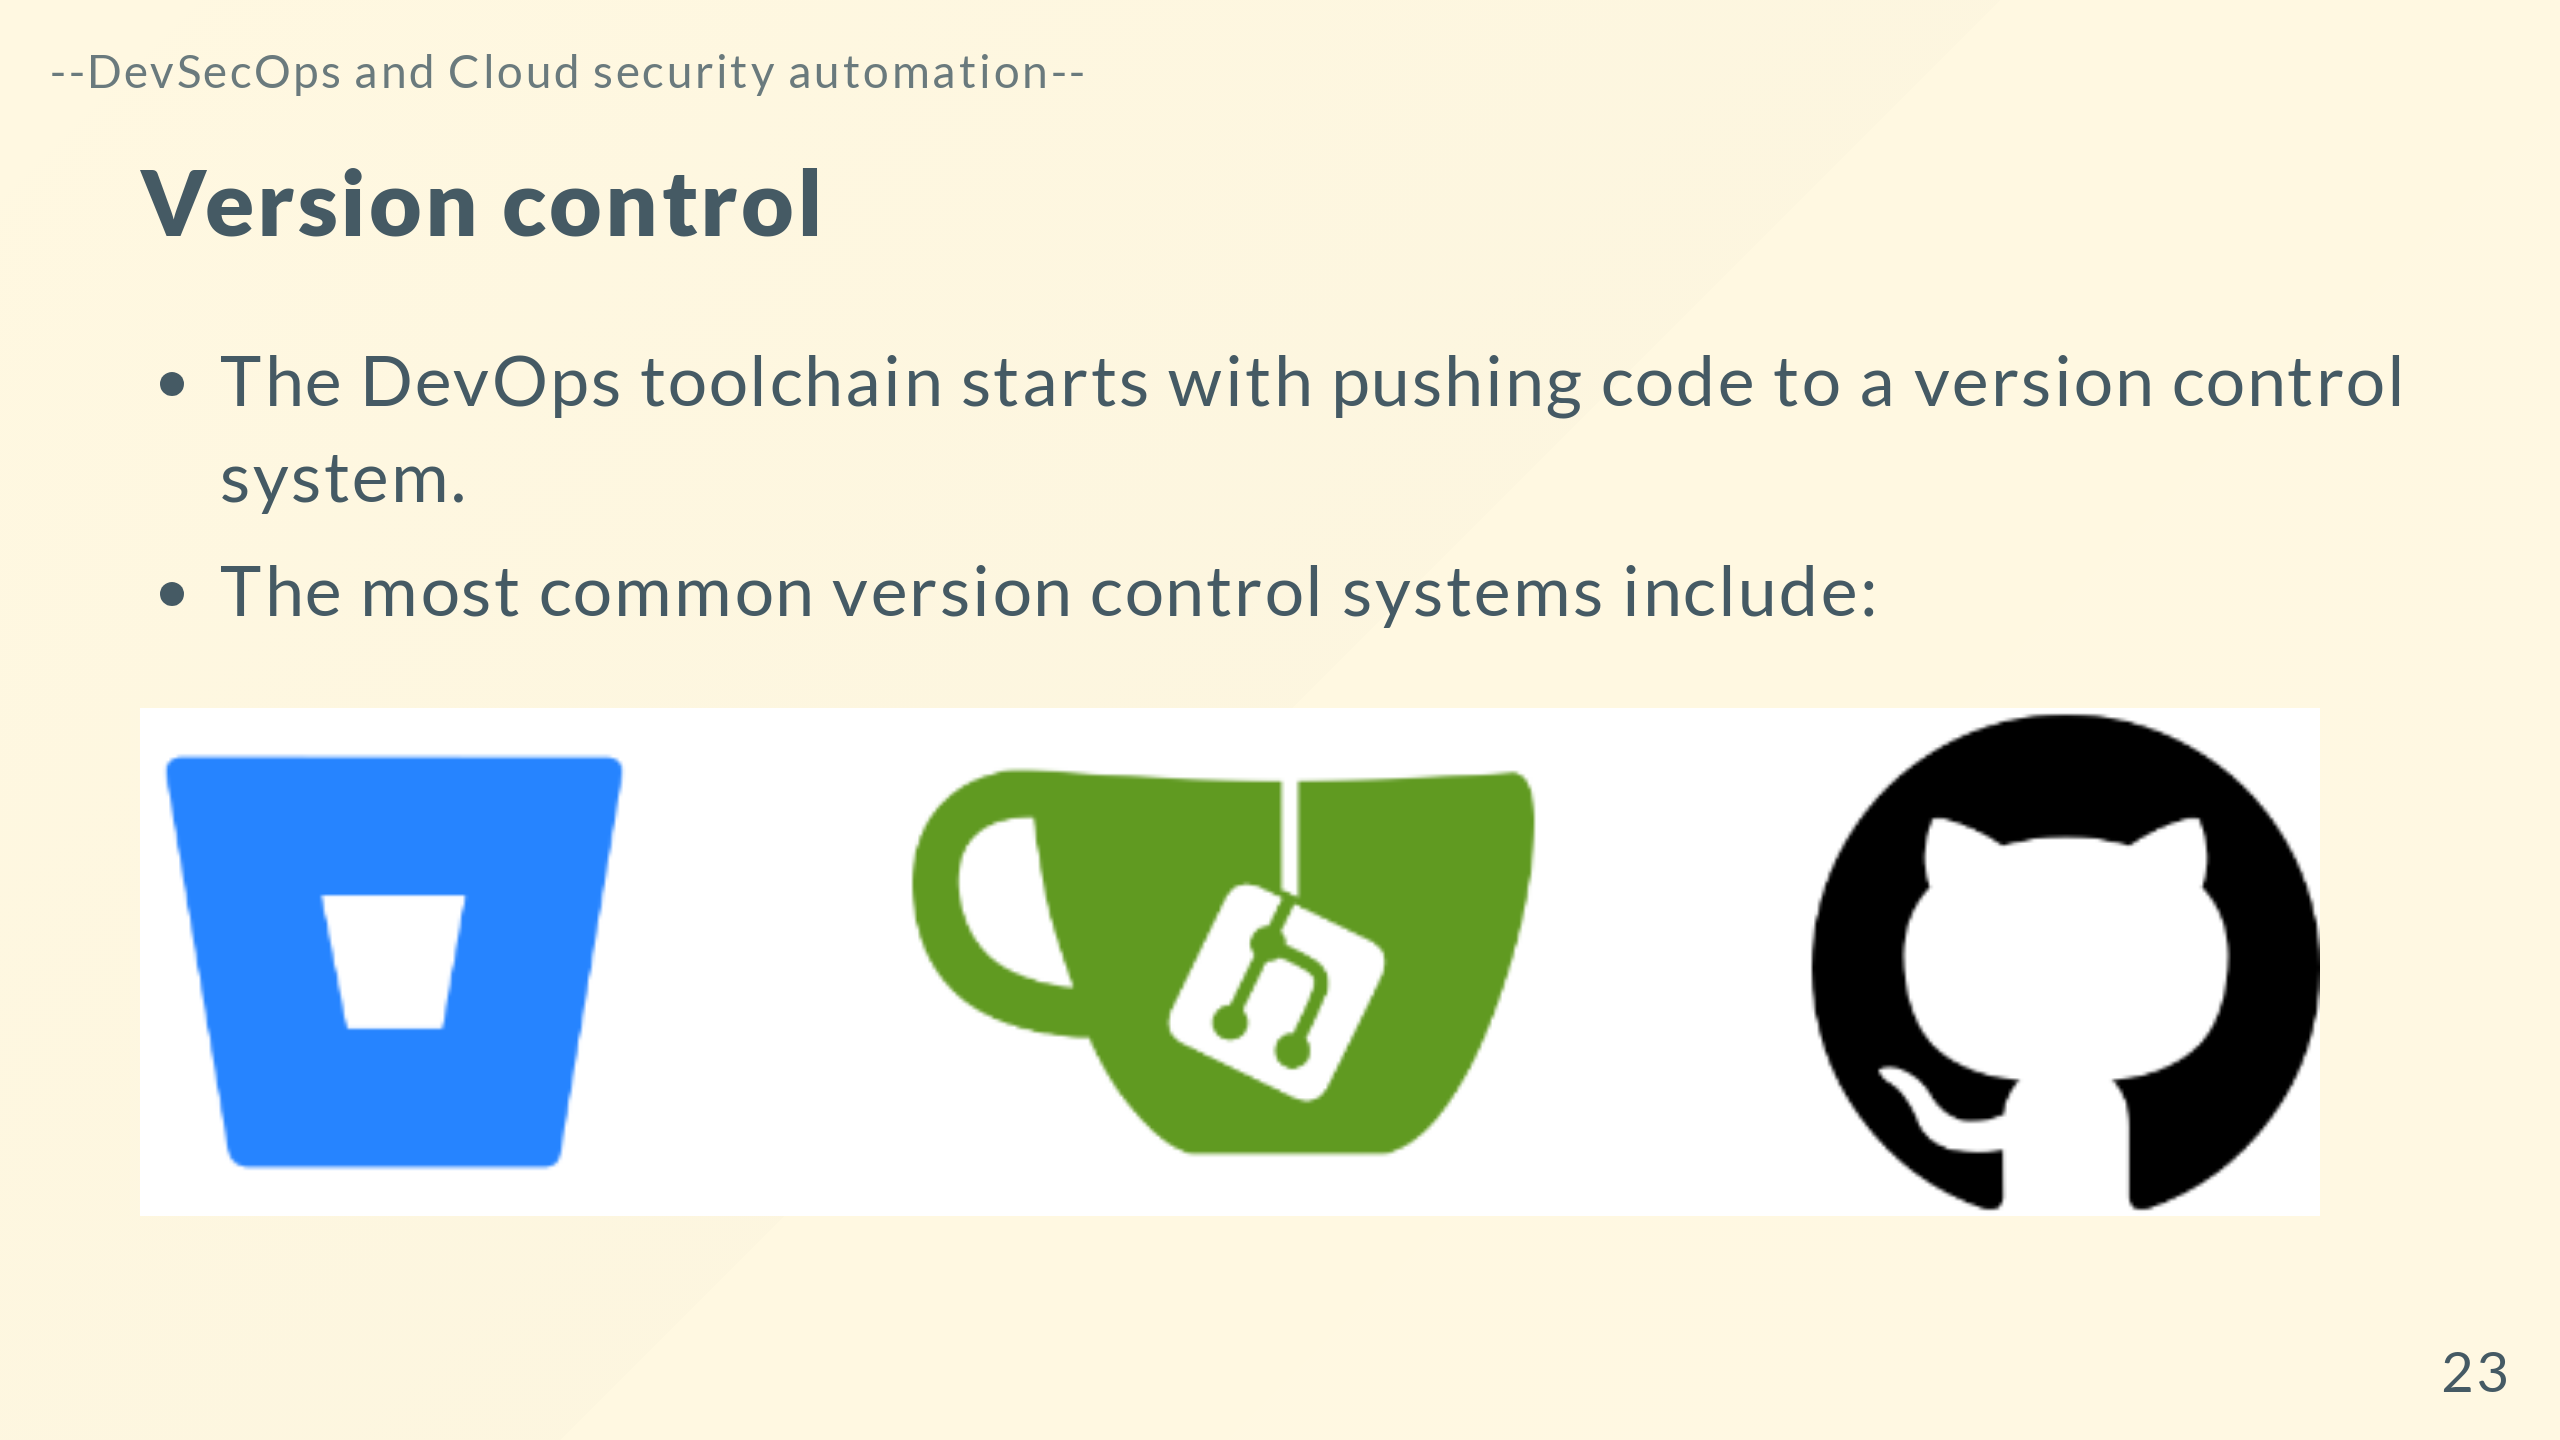 --DevSecOps and Cloud security automation--
Version control
• The DevOps toolchain starts with pushing code to a version control
system.
• The most common version control systems include:
23